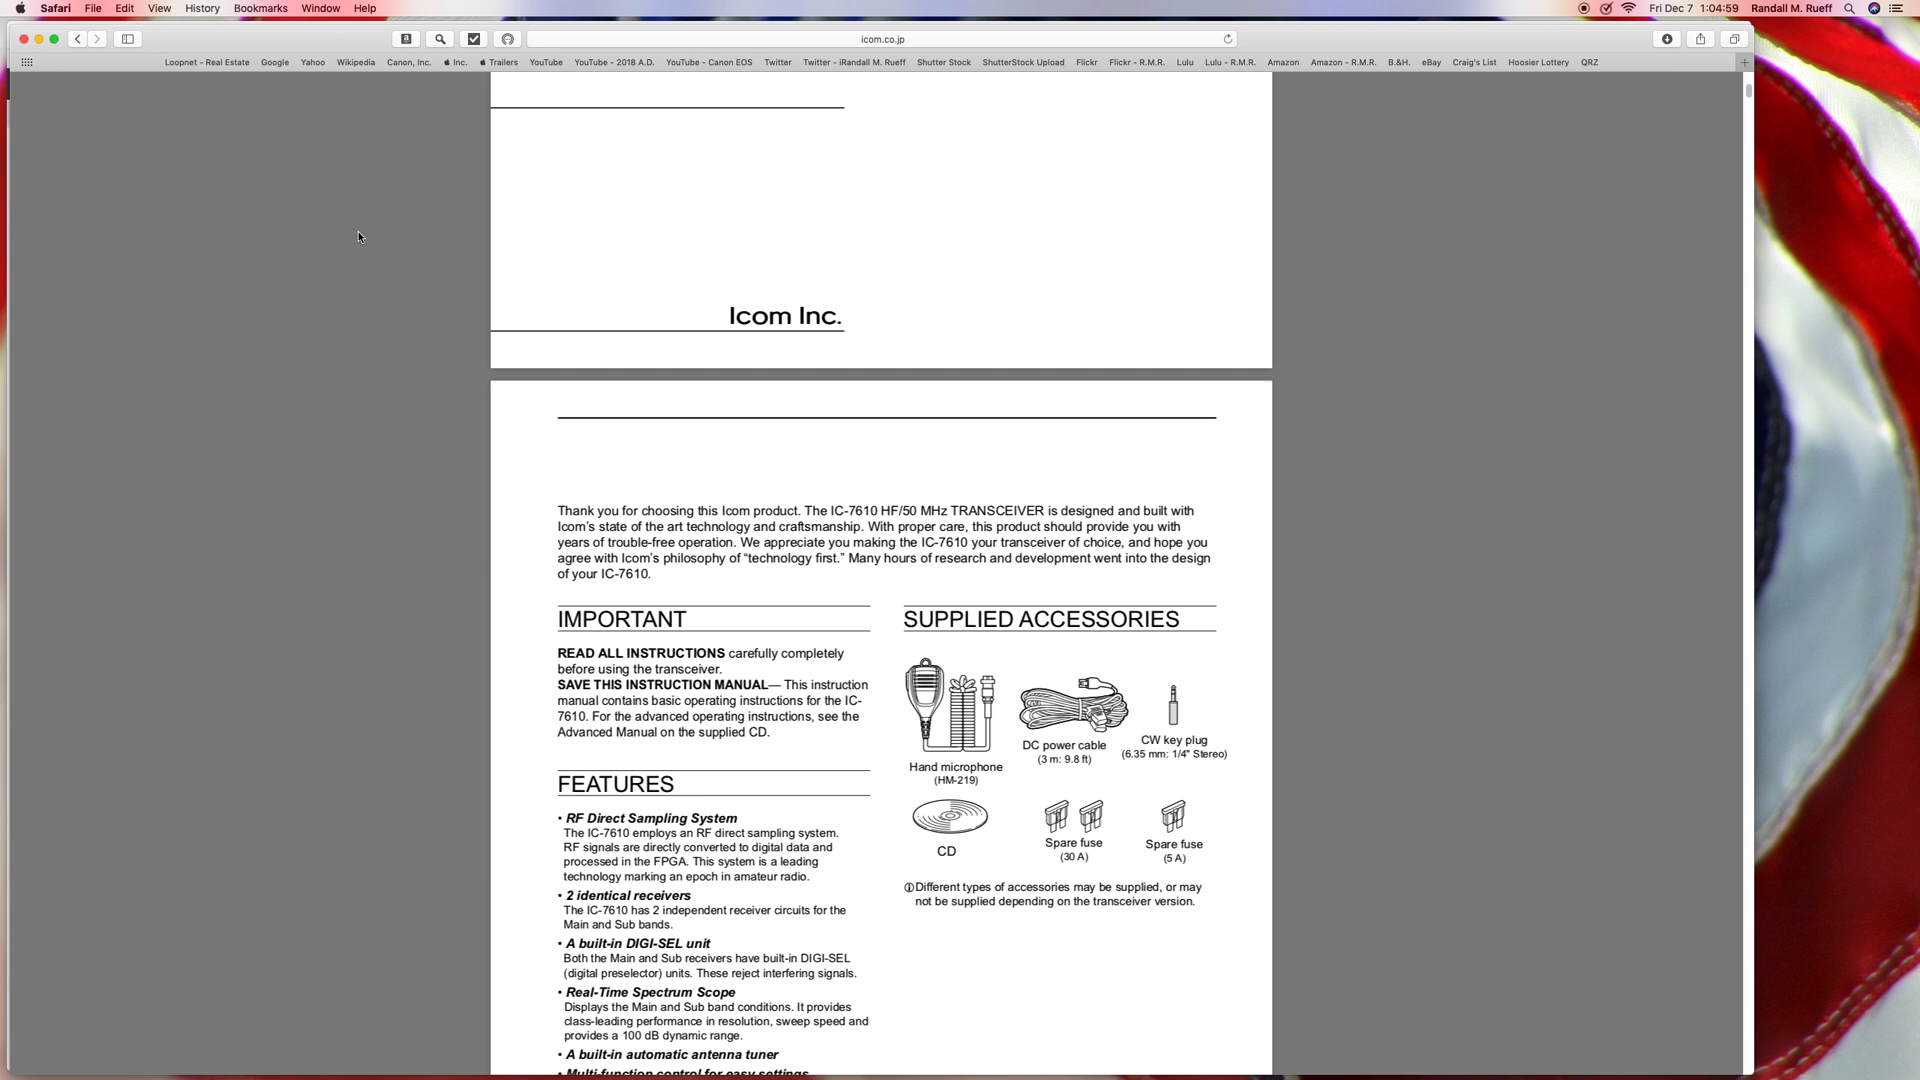 Safari File Edit View History Bookmarks Window Help
Fri Dec 7 1:04:59 Randall M. Rueff
icom.co.jp
Loopnet - Real Estate Google Yahoo Wikipedia Canon, Inc. Inc. Trailers YouTube YouTube - 2018 A.D. YouTube - Canon EOS Twitter Twitter - iRandall M. Rueff Shutter Stock ShutterStock Upload Flickr Flickr - R.M.R. Lulu Lulu - R.M.R. Amazon Amazon - R.M.R. B.&H. eBay Craig's List Hoosier Lottery QRZ
Icom Inc.
Thank you for choosing this Icom product. The IC-7610 HF/50 MHz TRANSCEIVER is designed and built with
Icom's state of the art technology and craftsmanship. With proper care, this product should provide you with
years of trouble-free operation. We appreciate you making the IC-7610 your transceiver of choice, and hope you
agree with Icom's philosophy of “technology first.” Many hours of research and development went into the design
of your IC-7610.
IMPORTANT
READ ALL INSTRUCTIONS carefully completely
before using the transceiver.
SAVE THIS INSTRUCTION MANUAL— This instruction
manual contains basic operating instructions for the IC-
7610. For the advanced operating instructions, see the
Advanced Manual on the supplied CD.
FEATURES
• RF Direct Sampling System
The IC-7610 employs an RF direct sampling system.
RF signals are directly converted to digital data and
processed in the FPGA. This system is a leading
technology marking an epoch in amateur radio.
• 2 identical receivers
The IC-7610 has 2 independent receiver circuits for the
Main and Sub bands.
• A built-in DIGI-SEL unit
Both the Main and Sub receivers have built-in DIGI-SEL
(digital preselector) units. These reject interfering signals.
• Real-Time Spectrum Scope
Displays the Main and Sub band conditions. It provides
class-leading performance in resolution, sweep speed and
provides a 100 dB dynamic range.
• A built-in automatic antenna tuner
• Multi-function control for easy settings
SUPPLIED ACCESSORIES
Hand microphone
(HM-219)
DC power cable
(3 m: 9.8 ft)
CW key plug
(6.35 mm: 1/4" Stereo)
CD
Spare fuse
(30 A)
Spare fuse
(5 A)
ⓘDifferent types of accessories may be supplied, or may
not be supplied depending on the transceiver version.